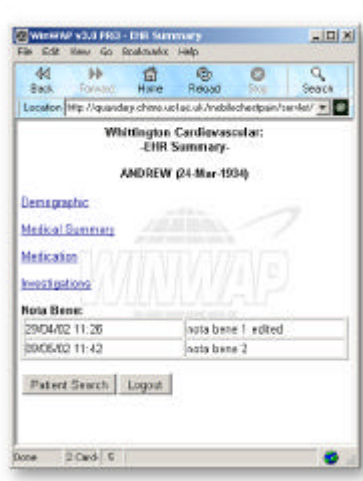 WinWAP v3.0 PRO - EHR Summary
File Edit View Go Bookmarks Help
Back Forward Home Reload Stop Search
Location http://quanday.chime.ucl.ac.uk/mobilechestpain/servlet/
Whittington Cardiovascular:
-EHR Summary-
ANDREW (24-Mar-1934)
Demographic
Medical Summary
Medication
Investigations
WINWAP
Nota Bene:
29/04/02 11:26 nota bene 1 edited
09/05/02 11:42 nota bene 2
Patient Search Logout
Done 2 Card: 5